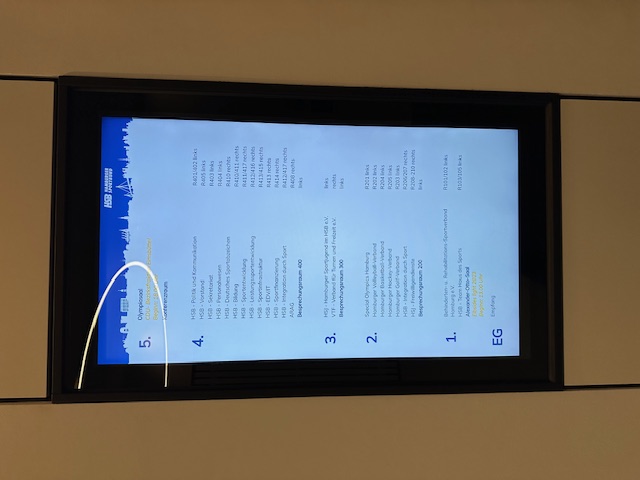 HSB HAMBURGER
SPORTBUND
5. Olympiasaal
Konferenzraum
4. HSB - Politik und Kommunikation R401/402 links
HSB - Vorstand R405 links
HSB - Sekretariat R403 links
HSB - Personalwesen R404 links
HSB - Deutsches Sportabzeichen R410 rechts
HSB - Bildung R410/411 rechts
HSB - Sportentwicklung R411/417 rechts
HSB - Leistungssportentwicklung R412/416 rechts
HSB - Sportinfrastruktur R413/415 rechts
HSB - EDV/IT R413 rechts
HSB - Sportfinanzierung R414 rechts
HSB - Integration durch Sport R412/417 rechts
ARAG R408 rechts
Besprechungsraum 400 links
3. HSJ - Hamburger Sportjugend im HSB e.V. links
VTF - Verband für Turnen und Freizeit e.V. rechts
Besprechungsraum 300 links
2. Special Olympics Hamburg R201 links
Hamburger Volleyball-Verband R202 links
Hamburger Basketball-Verband R204 links
Hamburger Hockey-Verband R205 links
Hamburger Golf-Verband R203 links
HSB - Integration durch Sport R206/207 rechts
HSJ - Freiwilligendienste R208-210 rechts
Besprechungsraum 200 links
1. Behinderten- u. Rehabilitations-Sportverband R101/102 links
Hamburg e.V.
HSB - Team Haus des Sports R103/105 links
Alexander-Otto-Saal
EG Empfang